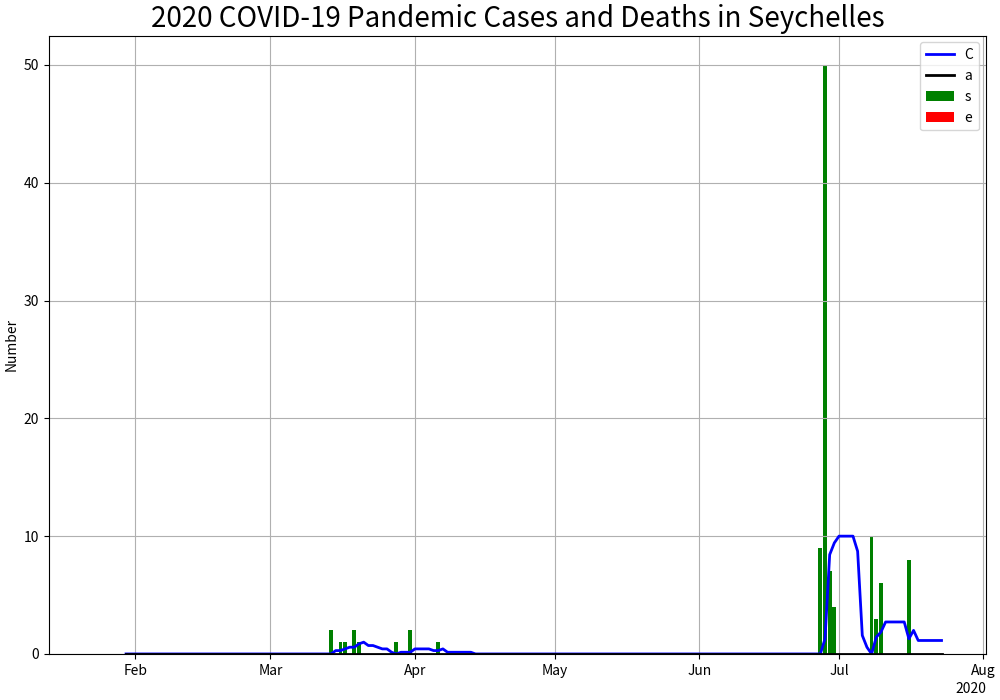 2020 COVID-19 Pandemic Cases and Deaths in Seychelles
C
a
s
e
50
40
30
20
10
0
Number
Feb Mar Apr May Jun Jul Aug
2020